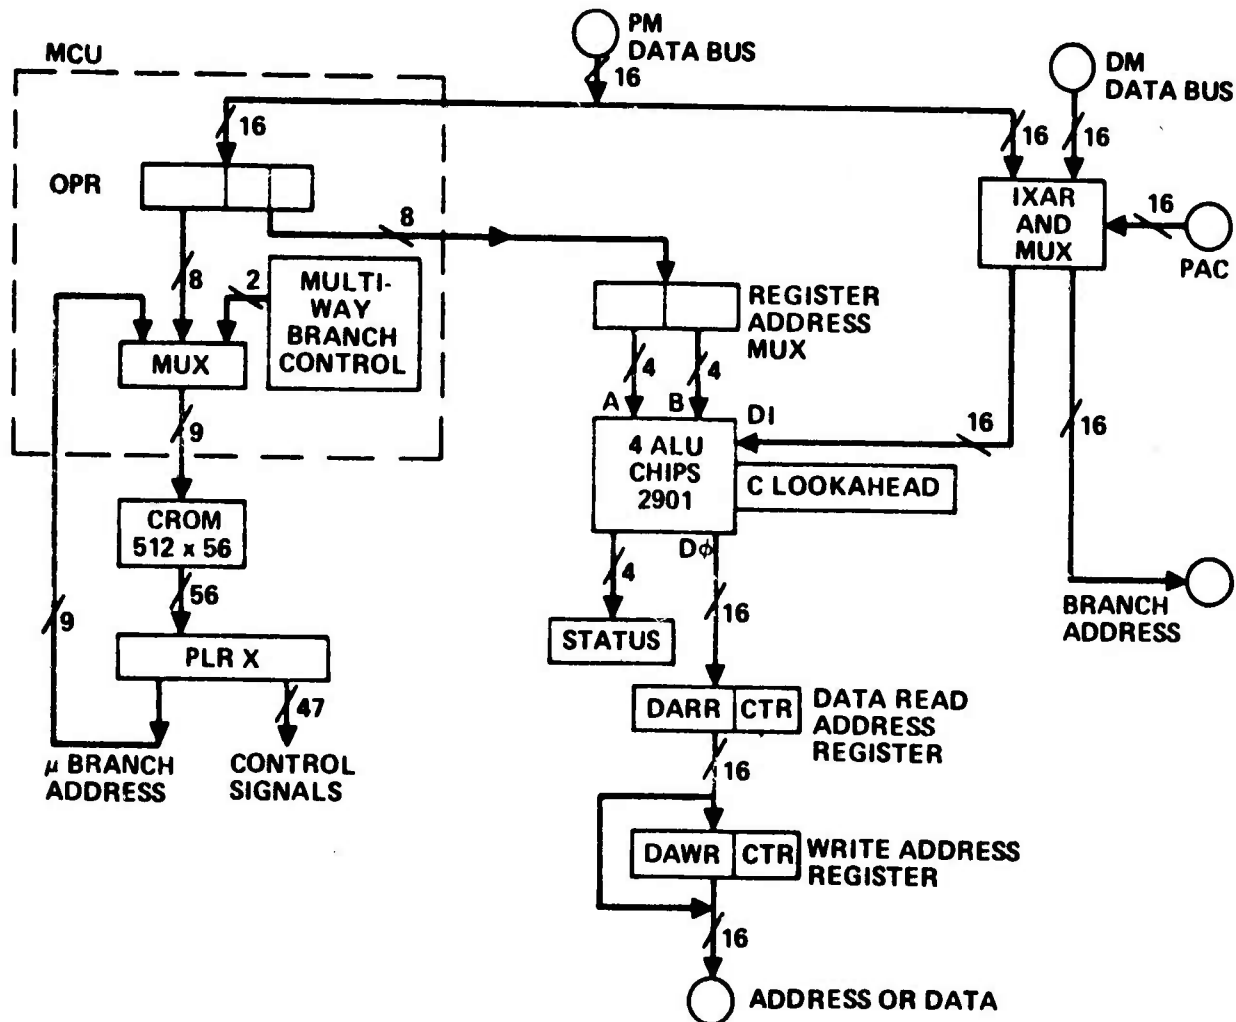 PM
DATA BUS
MCU
16
DM
DATA BUS
16
16
16
OPR
IXAR
AND
MUX
16
PAC
8
8
2
MULTI-
WAY
BRANCH
CONTROL
REGISTER
ADDRESS
MUX
MUX
4
4
A
B
DI
16
16
9
4 ALU
CHIPS
2901
C LOOKAHEAD
CROM
512 x 56
Dϕ
56
4
16
BRANCH
ADDRESS
9
STATUS
PLR X
47
DARR
CTR
DATA READ
ADDRESS
REGISTER
μ BRANCH
ADDRESS
CONTROL
SIGNALS
16
DAWR
CTR
WRITE ADDRESS
REGISTER
16
ADDRESS OR DATA